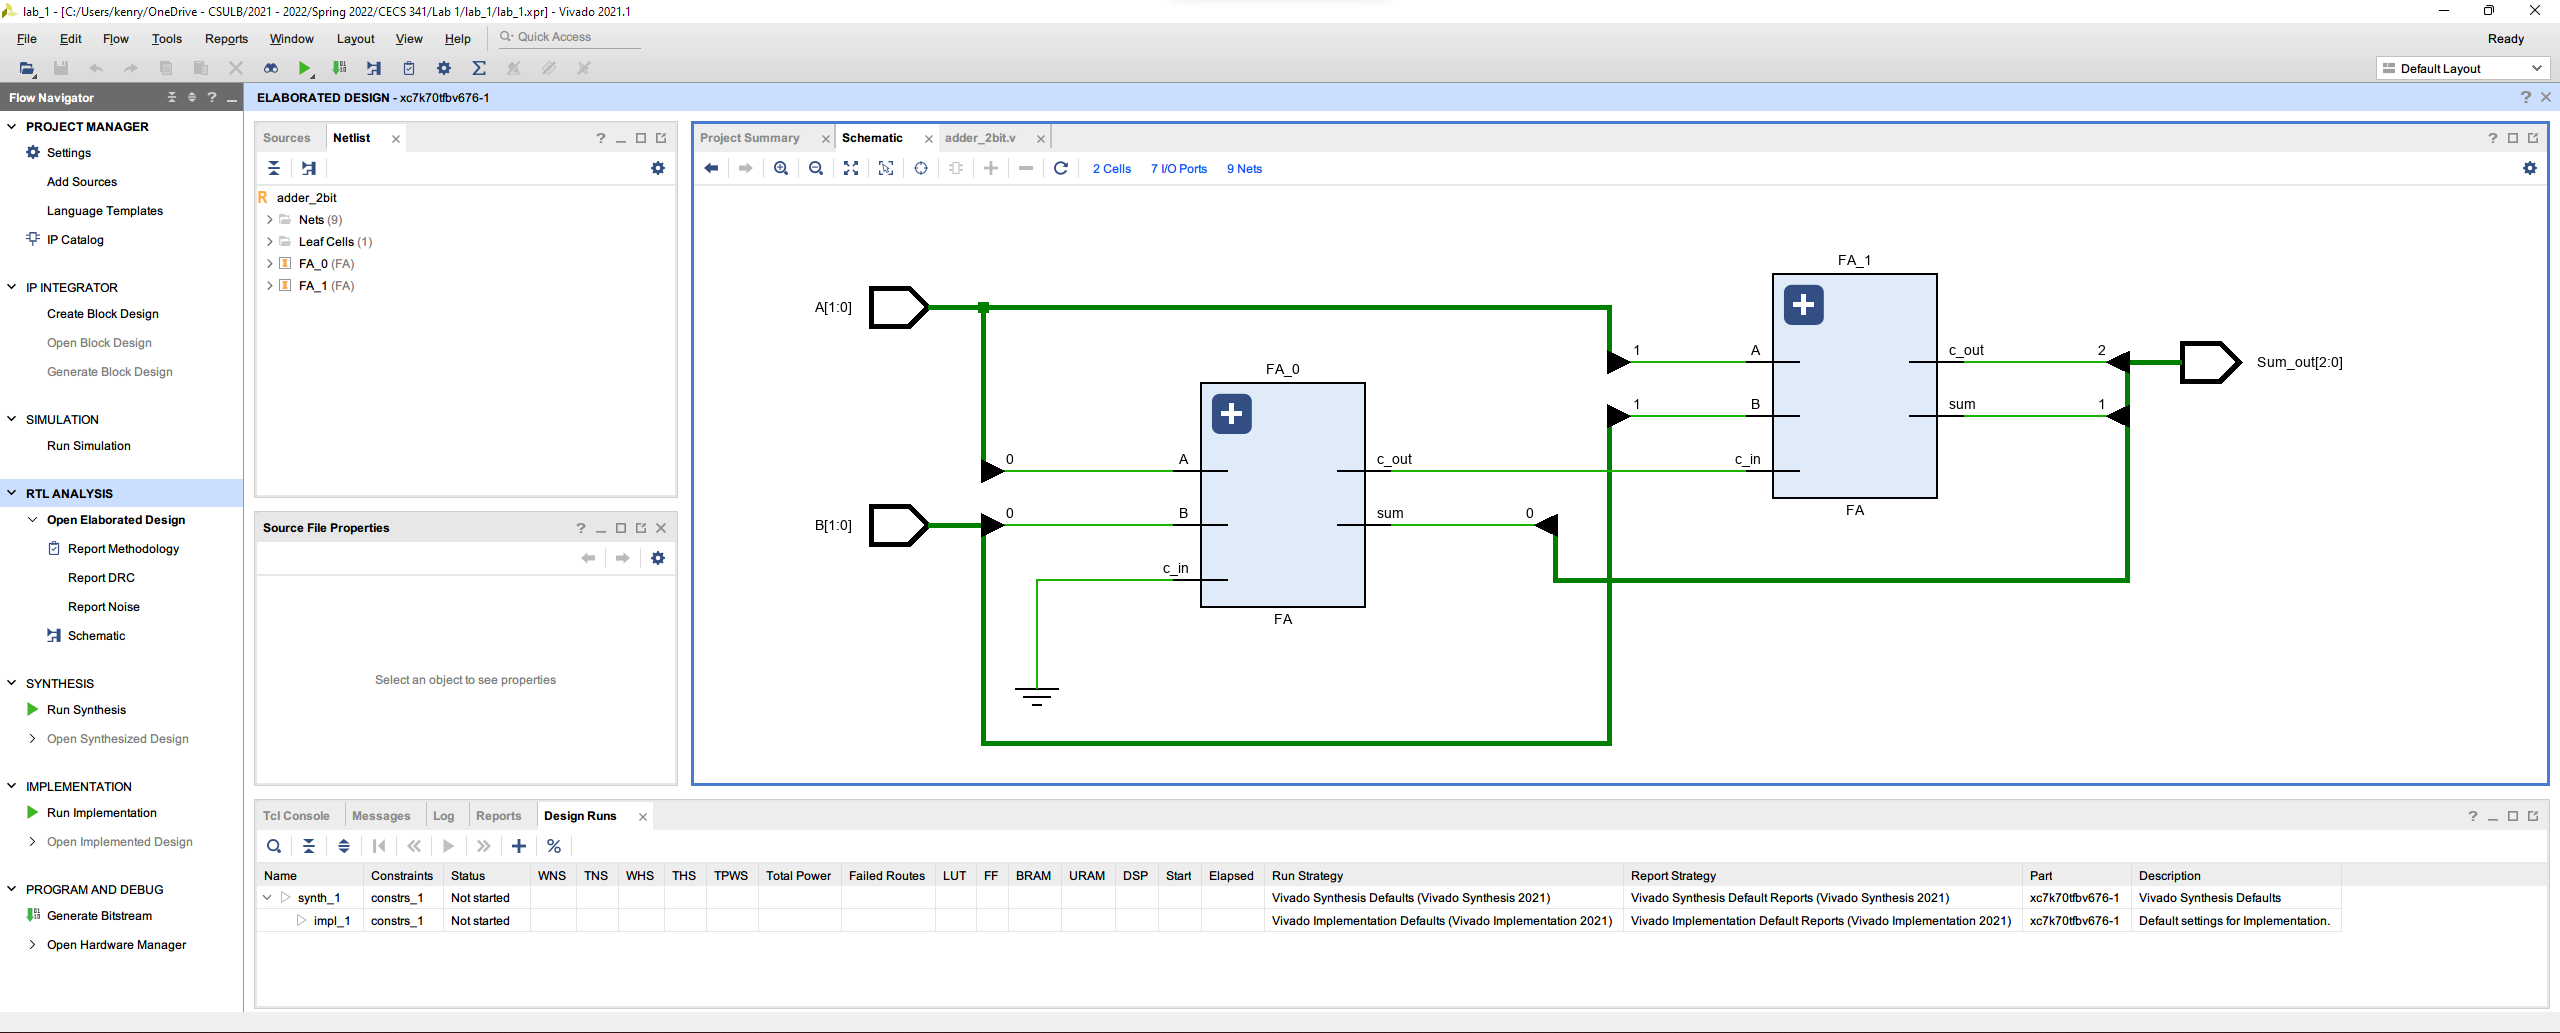 lab_1 - [C:/Users/kenry/OneDrive - CSULB/2021 - 2022/Spring 2022/CECS 341/Lab 1/lab_1/lab_1.xpr] - Vivado 2021.1
File Edit Flow Tools Reports Window Layout View Help Quick Access Ready
Default Layout
Flow Navigator
ELABORATED DESIGN - xc7k70tfbv676-1
PROJECT MANAGER
Settings
Add Sources
Language Templates
IP Catalog
IP INTEGRATOR
Create Block Design
Open Block Design
Generate Block Design
SIMULATION
Run Simulation
RTL ANALYSIS
Open Elaborated Design
Report Methodology
Report DRC
Report Noise
Schematic
SYNTHESIS
Run Synthesis
Open Synthesized Design
IMPLEMENTATION
Run Implementation
Open Implemented Design
PROGRAM AND DEBUG
Generate Bitstream
Open Hardware Manager
Sources Netlist
adder_2bit
Nets (9)
Leaf Cells (1)
FA_0 (FA)
FA_1 (FA)
Source File Properties
Select an object to see properties
Project Summary Schematic adder_2bit.v
2 Cells 7 I/O Ports 9 Nets
FA_1
A[1:0]
1 A c_out 2 Sum_out[2:0]
FA_0
1 B sum 1
0 A c_out c_in
FA
B[1:0] 0 B sum 0
c_in
FA
Tcl Console Messages Log Reports Design Runs
Name Constraints Status WNS TNS WHS THS TPWS Total Power Failed Routes LUT FF BRAM URAM DSP Start Elapsed Run Strategy Report Strategy Part Description
synth_1 constrs_1 Not started Vivado Synthesis Defaults (Vivado Synthesis 2021) Vivado Synthesis Default Reports (Vivado Synthesis 2021) xc7k70tfbv676-1 Vivado Synthesis Defaults
impl_1 constrs_1 Not started Vivado Implementation Defaults (Vivado Implementation 2021) Vivado Implementation Default Reports (Vivado Implementation 2021) xc7k70tfbv676-1 Default settings for Implementation.